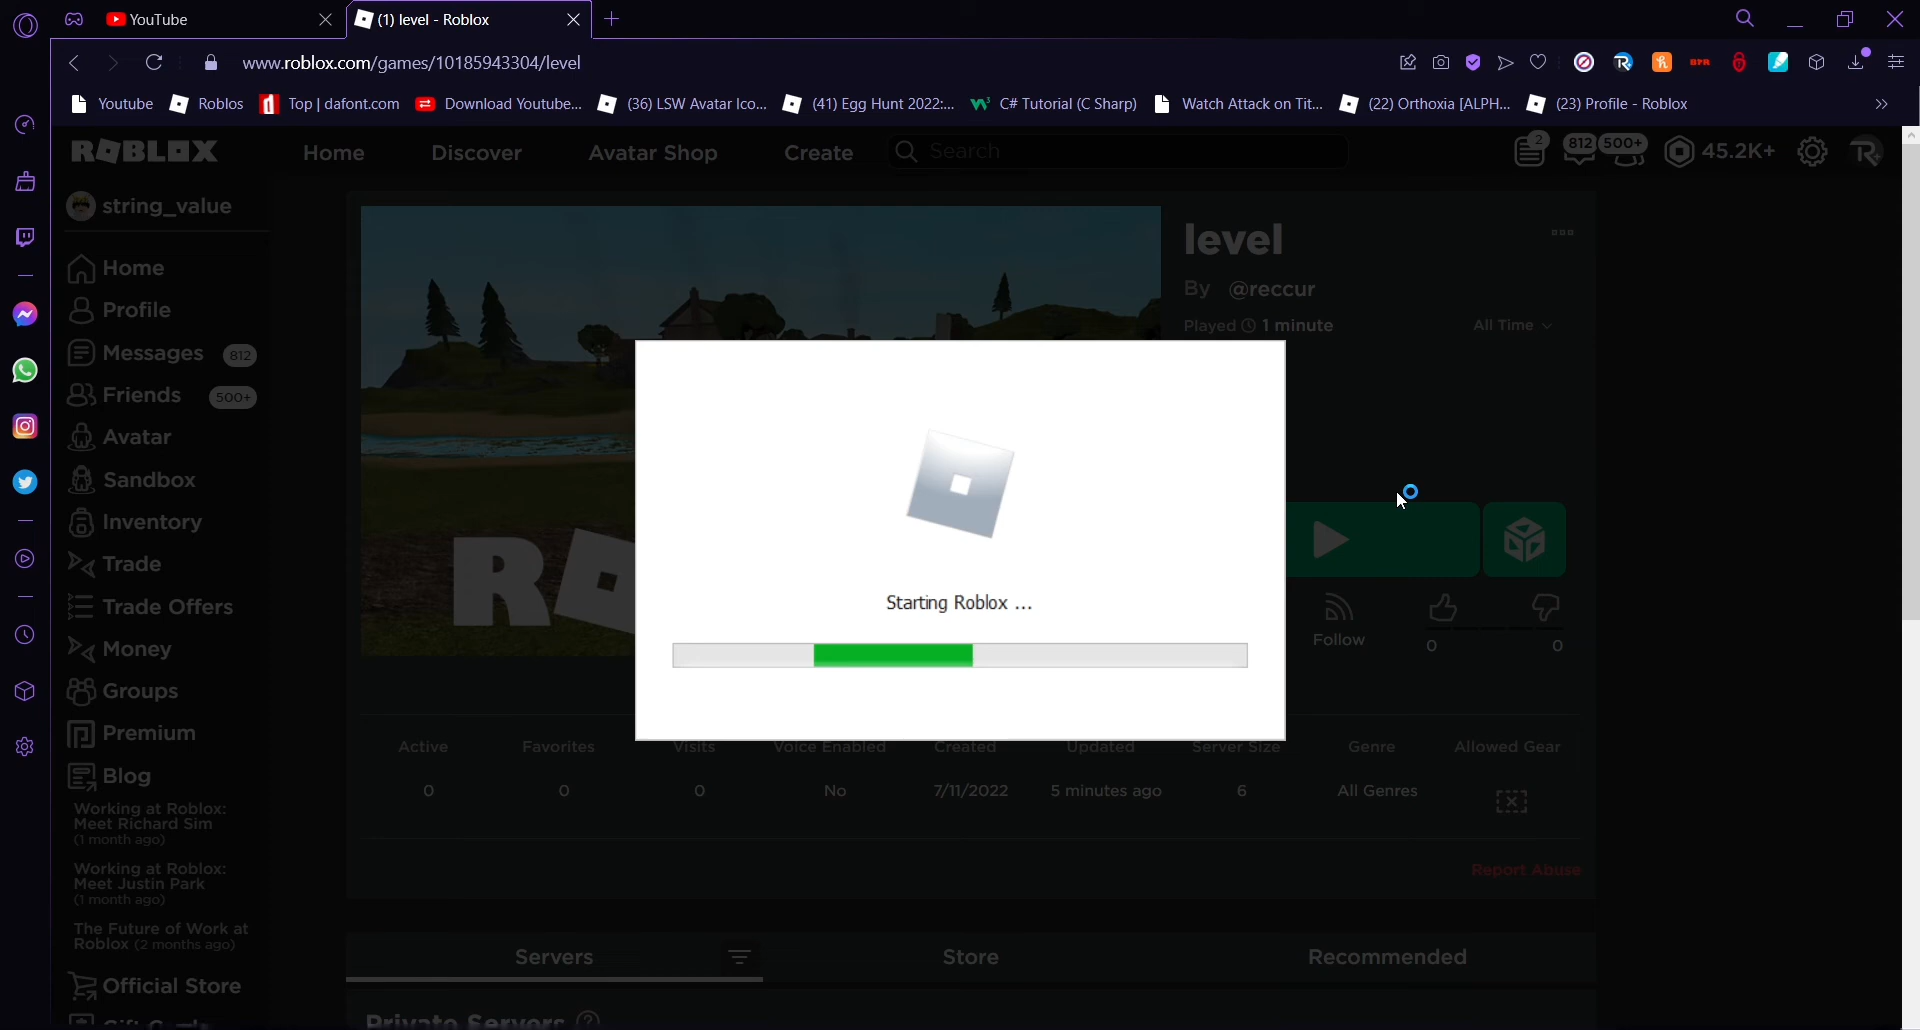 YouTube
(1) level - Roblox
www.roblox.com/games/10185943304/level
Youtube
Roblos
Top | dafont.com
Download Youtube...
(36) LSW Avatar Ico...
(41) Egg Hunt 2022:...
C# Tutorial (C Sharp)
Watch Attack on Tit...
(22) Orthoxia [ALPH...
(23) Profile - Roblox
ROBLOX
Home
Discover
Avatar Shop
Create
Search
2
812
500+
45.2K+
string_value
Home
Profile
Messages 812
Friends 500+
Avatar
Sandbox
Inventory
Trade
Trade Offers
Money
Groups
Premium
Blog
Working at Roblox:
Meet Richard Sim
(1 month ago)
Working at Roblox:
Meet Justin Park
(1 month ago)
The Future of Work at
Roblox (2 months ago)
Official Store
level
By @reccur
Played 1 minute
All Time
Starting Roblox ...
Follow
0
0
Active
Favorites
Visits
Voice Enabled
Created
Updated
Server Size
Genre
Allowed Gear
0
0
0
No
7/11/2022
5 minutes ago
6
All Genres
Report Abuse
Servers
Store
Recommended
Private Servers